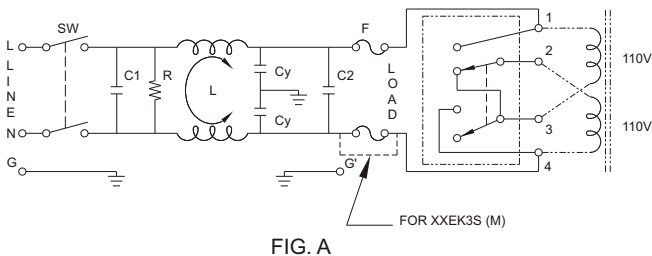 SW
F
1
L
L
I
N
E
N
G
C1
R
L
Cy
Cy
C2
L
O
A
D
2
3
4
110V
110V
G'
FOR XXEK3S (M)
FIG. A